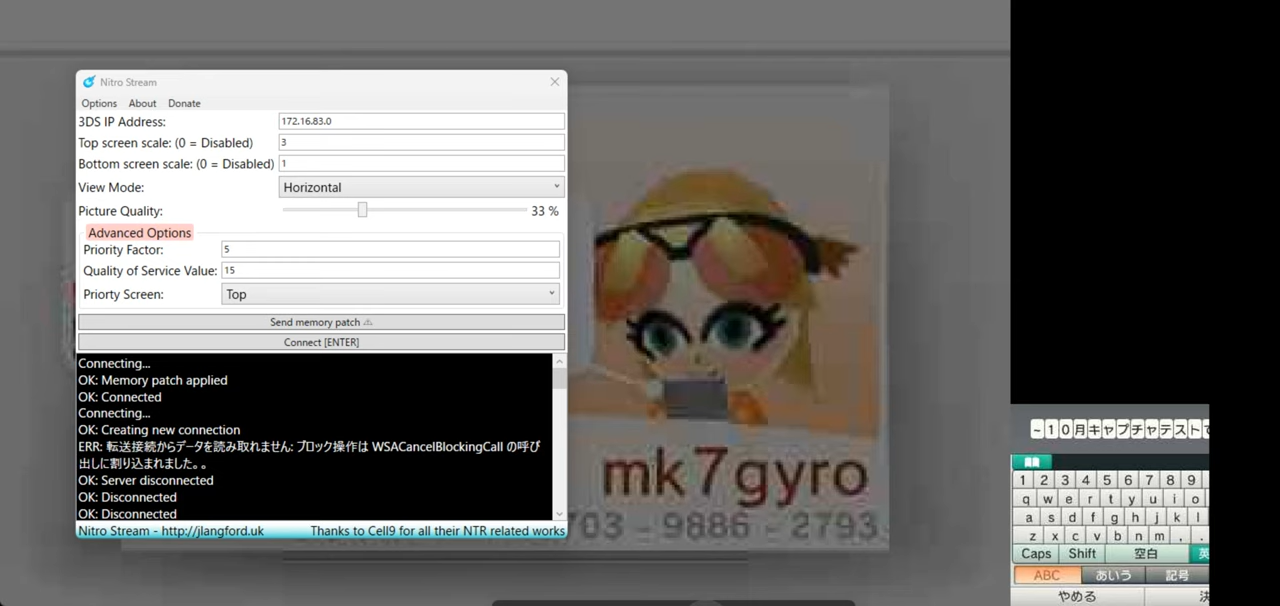 Nitro Stream
Options About Donate
3DS IP Address: 172.16.83.0
Top screen scale: (0 = Disabled) 3
Bottom screen scale: (0 = Disabled) 1
View Mode: Horizontal
Picture Quality: 33 %
Advanced Options
Priority Factor: 5
Quality of Service Value: 15
Priorty Screen: Top
Send memory patch ⚠
Connect [ENTER]
Connecting...
OK: Memory patch applied
OK: Connected
Connecting...
OK: Creating new connection
ERR: 転送接続からデータを読み取れません: ブロック操作は WSACancelBlockingCall の呼び
出しに割り込まれました。。
OK: Server disconnected
OK: Disconnected
OK: Disconnected
Nitro Stream - http://jlangford.uk Thanks to Cell9 for all their NTR related works
mk7gyro
703 - 9886 - 2793
~10月キャプチャテストで
1 2 3 4 5 6 7 8 9
q w e r t y u i o
a s d f g h j k l
z x c v b n m , .
Caps Shift 空白 英
ABC あいう 記号
やめる 決